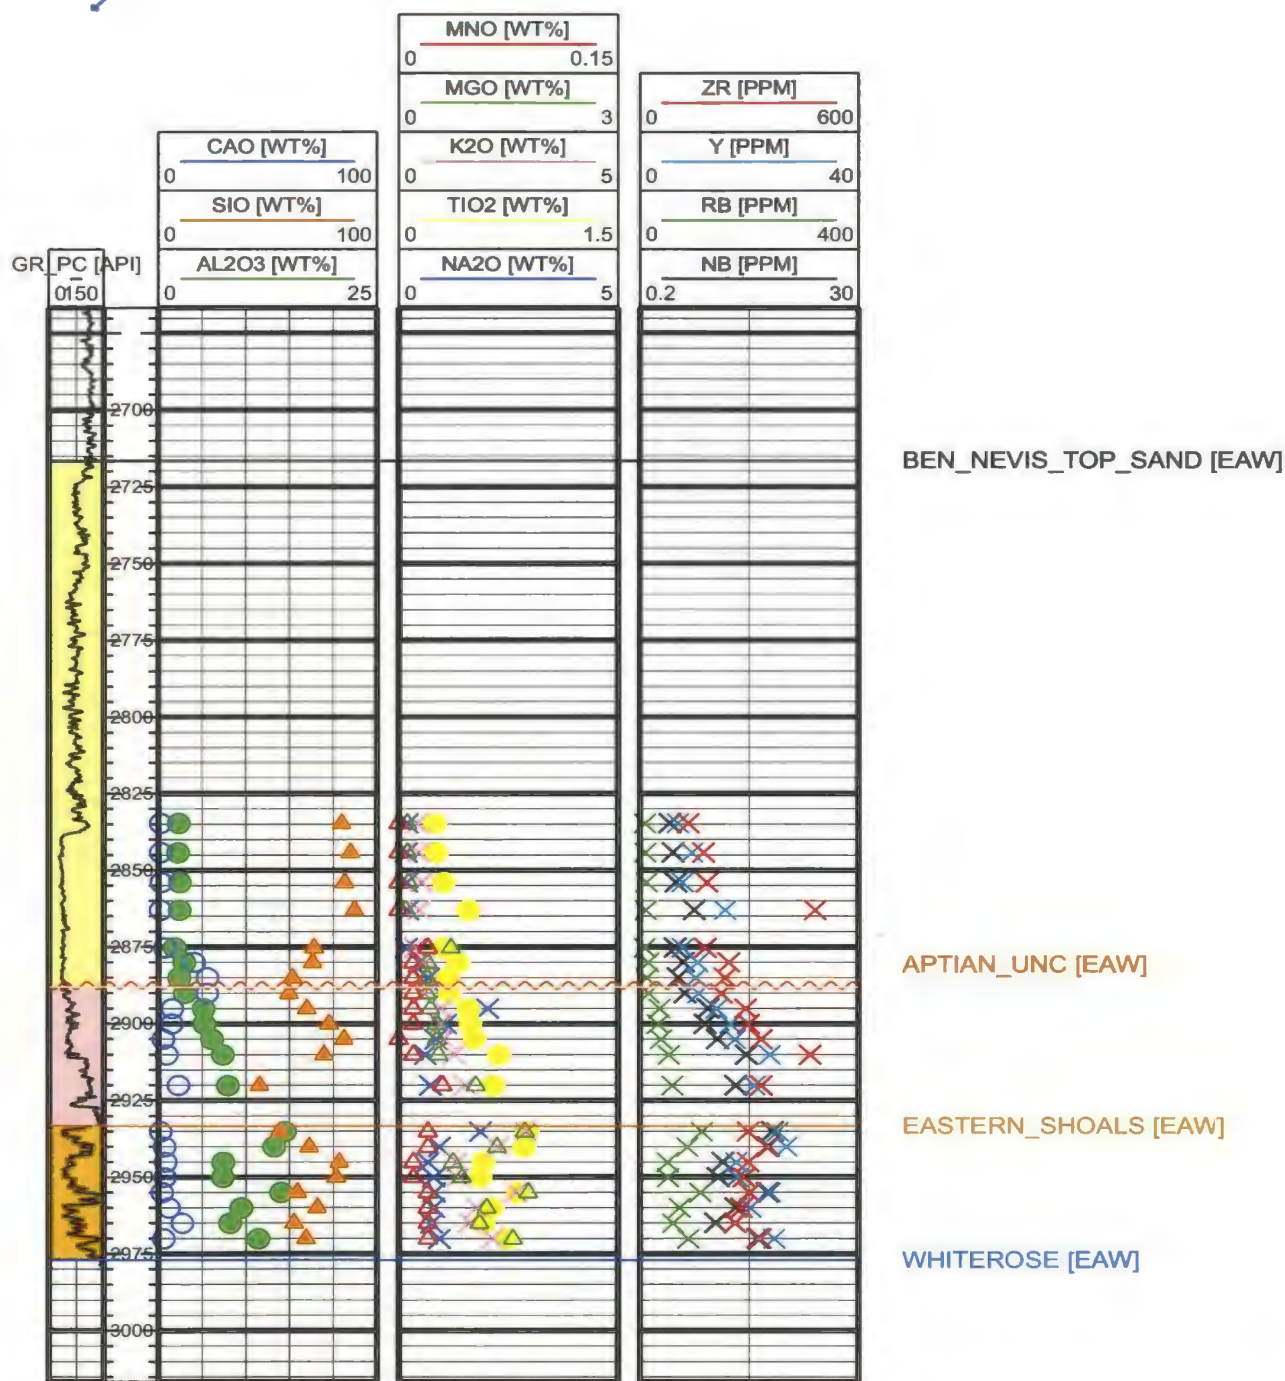 MNO [WT%]
0 0.15
MGO [WT%]
0 3
K2O [WT%]
0 5
TIO2 [WT%]
0 1.5
NA2O [WT%]
0 5
ZR [PPM]
0 600
Y [PPM]
0 40
RB [PPM]
0 400
NB [PPM]
0.2 30
CAO [WT%]
0 100
SIO [WT%]
0 100
AL2O3 [WT%]
0 25
GR_PC [API]
0150
2700
2725
2750
2775
2800
2825
2850
2875
2900
2925
2950
2975
3000
BEN_NEVIS_TOP_SAND [EAW]
APTIAN_UNC [EAW]
EASTERN_SHOALS [EAW]
WHITEROSE [EAW]